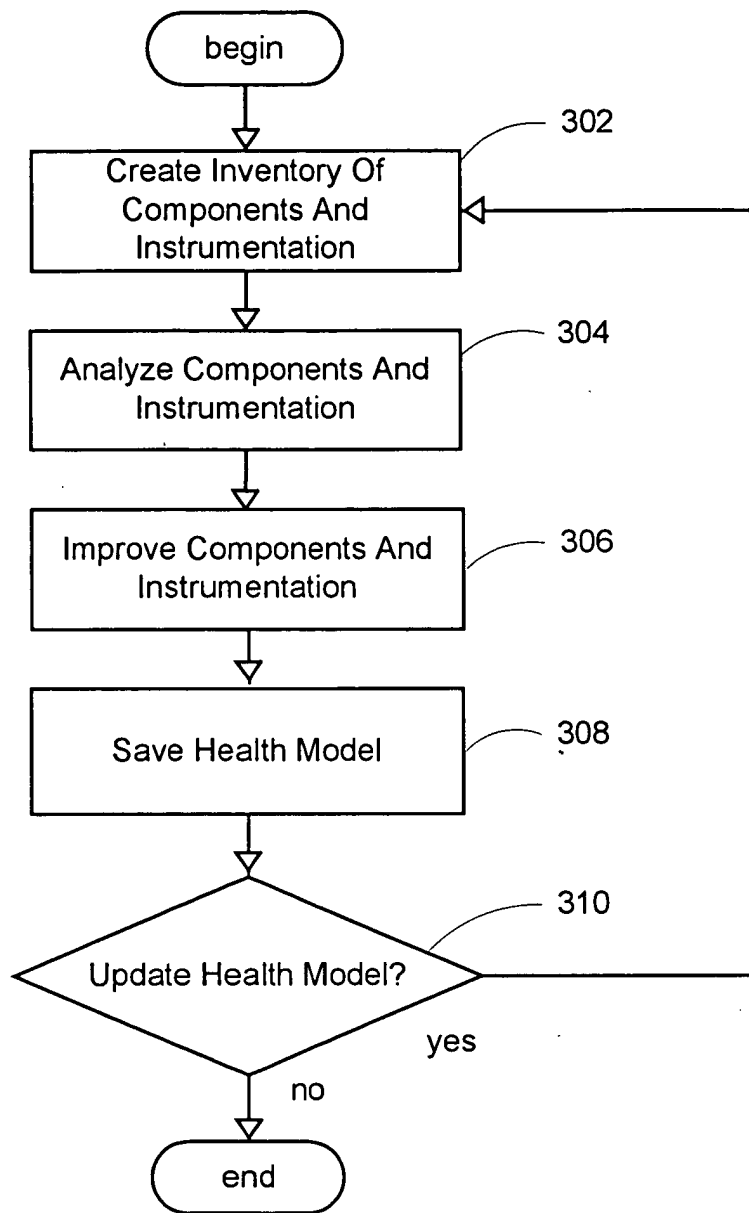 begin
302
Create Inventory Of
Components And
Instrumentation
304
Analyze Components And
Instrumentation
306
Improve Components And
Instrumentation
308
Save Health Model
310
Update Health Model?
yes
no
end